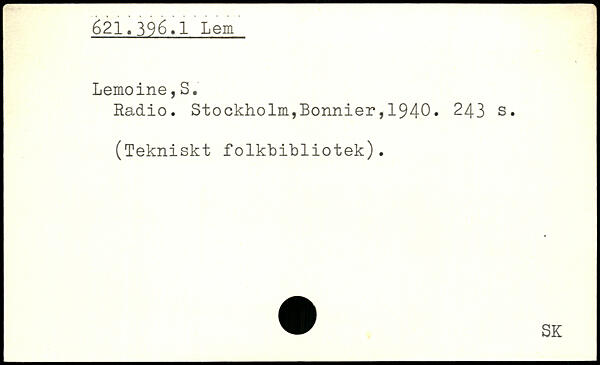 621.396.1 Lem
Lemoine,S.
Radio. Stockholm,Bonnier,1940. 243 s.
(Tekniskt folkbibliotek).
SK